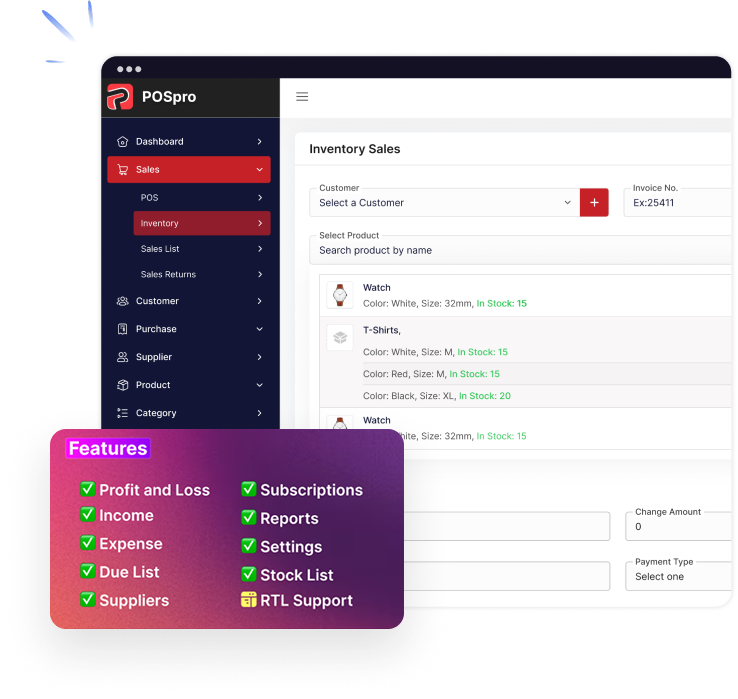 POSpro
Dashboard
Sales
POS
Inventory
Sales List
Sales Returns
Customer
Purchase
Supplier
Product
Category
Inventory Sales
Customer
Select a Customer
+
Invoice No.
Ex:25411
Select Product
Search product by name
Watch
Color: White, Size: 32mm, In Stock: 15
T-Shirts,
Color: White, Size: M, In Stock: 15
Color: Red, Size: M, In Stock: 15
Color: Black, Size: XL, In Stock: 20
Watch
hite, Size: 32mm, In Stock: 15
Change Amount
0
Payment Type
Select one
Features
Profit and Loss
Income
Expense
Due List
Suppliers
Subscriptions
Reports
Settings
Stock List
RTL Support